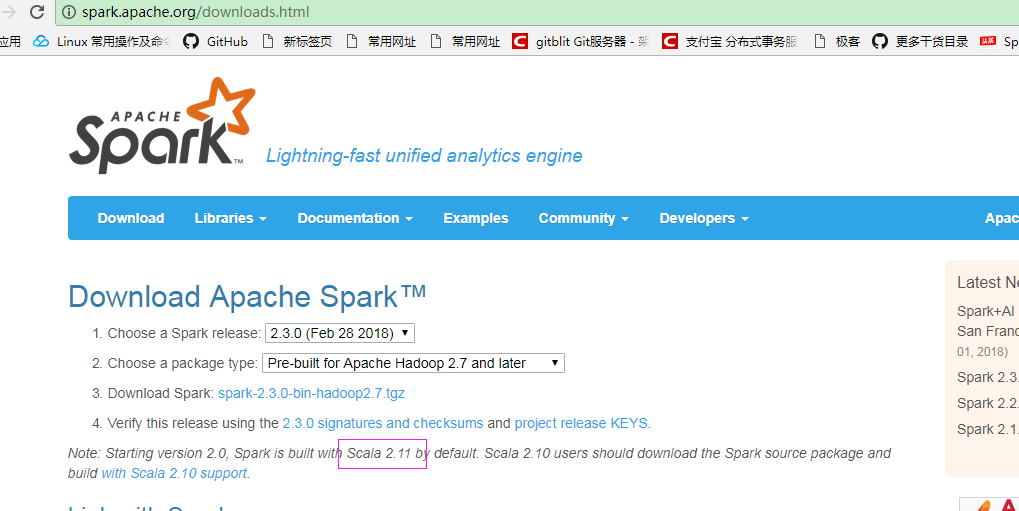 spark.apache.org/downloads.html
应用 Linux 常用操作及命令 GitHub 新标签页 常用网址 常用网址 gitblit Git服务器 - 架 支付宝 分布式事务服 极客 更多干货目录 Sp
APACHE
Spark™
Lightning-fast unified analytics engine
Download Libraries Documentation Examples Community Developers Apac
Download Apache Spark™
Latest Ne
1. Choose a Spark release: 2.3.0 (Feb 28 2018)
Spark+AI
San Franc
01, 2018)
2. Choose a package type: Pre-built for Apache Hadoop 2.7 and later
Spark 2.3.
3. Download Spark: spark-2.3.0-bin-hadoop2.7.tgz
Spark 2.2.
4. Verify this release using the 2.3.0 signatures and checksums and project release KEYS.
Spark 2.1.
Note: Starting version 2.0, Spark is built with Scala 2.11 by default. Scala 2.10 users should download the Spark source package and
build with Scala 2.10 support.